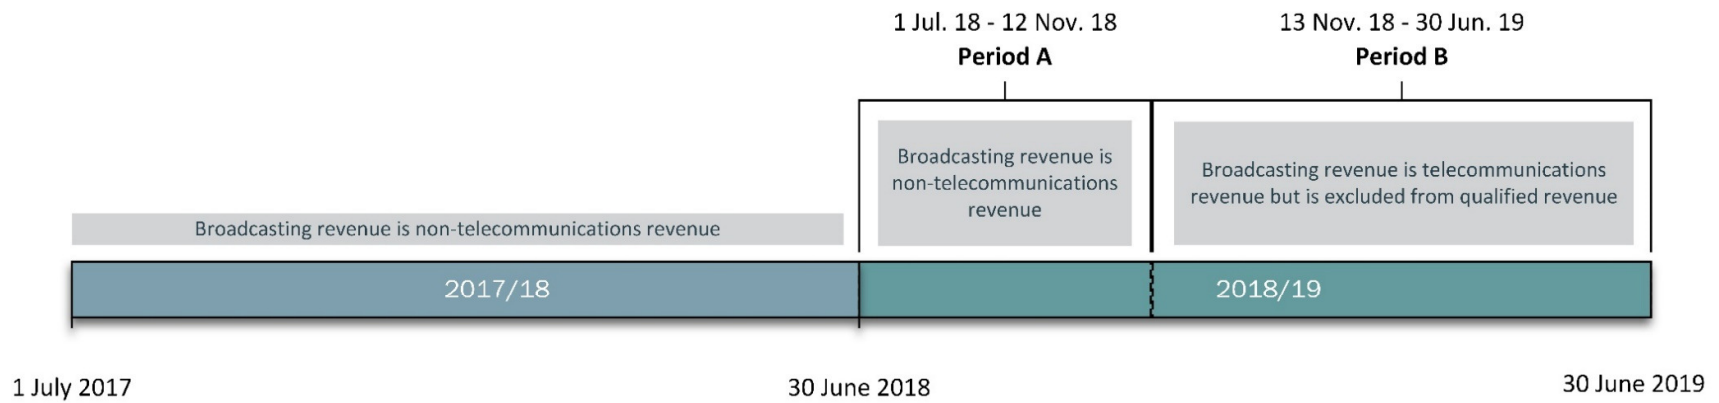 1 Jul. 18 - 12 Nov. 18
Period A
13 Nov. 18 - 30 Jun. 19
Period B
Broadcasting revenue is non-telecommunications revenue
Broadcasting revenue is
non-telecommunications
revenue
Broadcasting revenue is telecommunications
revenue but is excluded from qualified revenue
2017/18
2018/19
1 July 2017
30 June 2018
30 June 2019